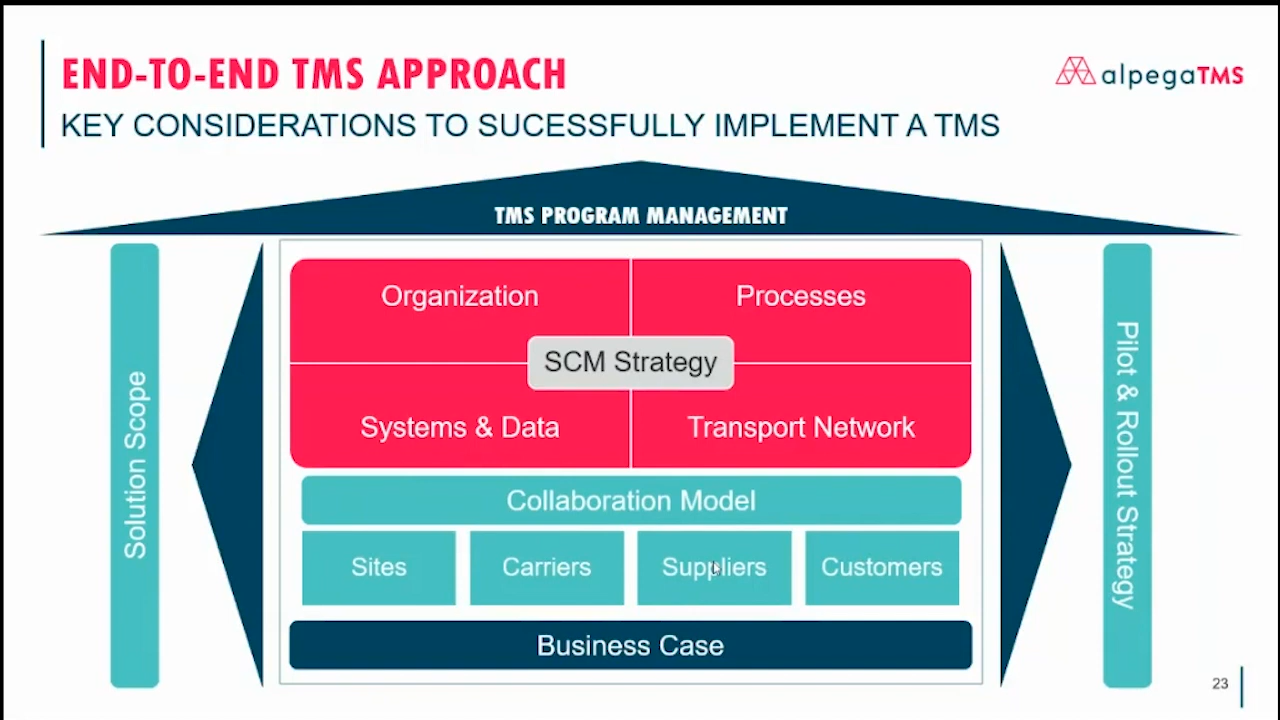 END-TO-END TMS APPROACH
alpegaTMS
KEY CONSIDERATIONS TO SUCESSFULLY IMPLEMENT A TMS
TMS PROGRAM MANAGEMENT
Solution Scope
Organization
Processes
SCM Strategy
Systems & Data
Transport Network
Collaboration Model
Sites
Carriers
Suppliers
Customers
Business Case
Pilot & Rollout Strategy
23